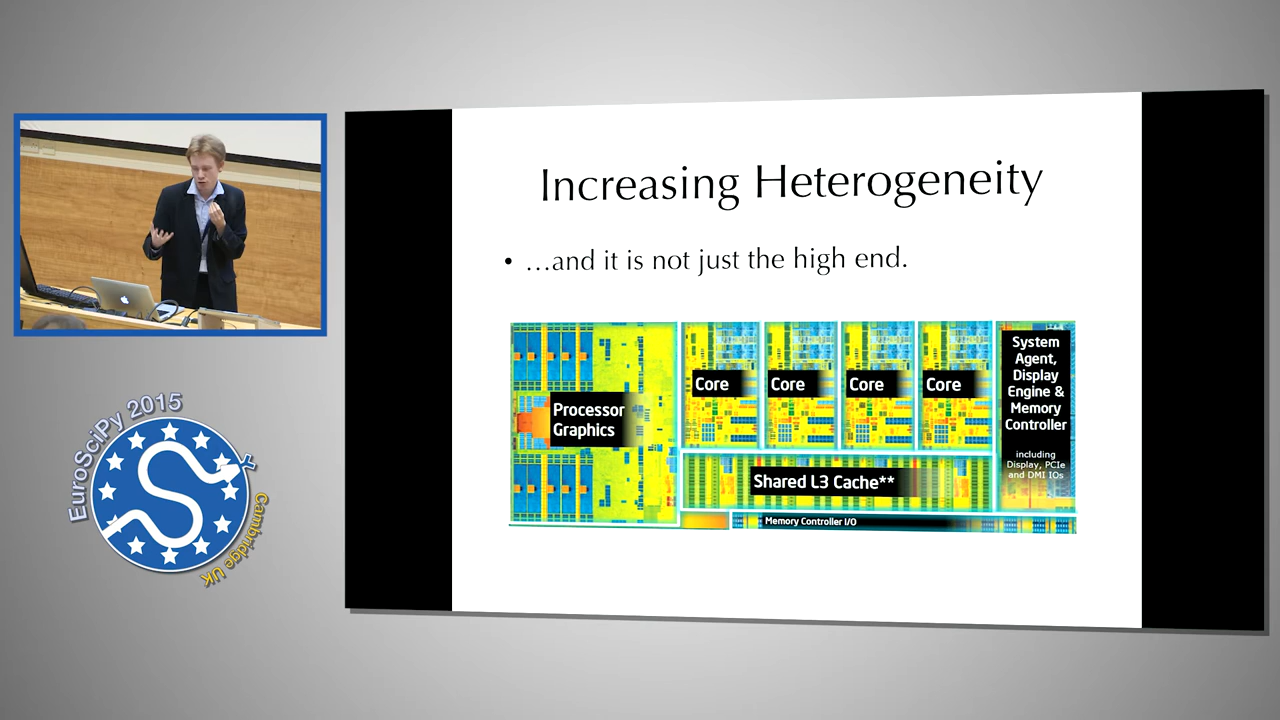 Increasing Heterogeneity
• …and it is not just the high end.
Processor
Graphics
Core
Core
Core
Core
System
Agent,
Display
Engine &
Memory
Controller
including
Display, PCIe
and DMI IOs
Shared L3 Cache**
Memory Controller I/O
EuroSciPy 2015
Cambridge UK